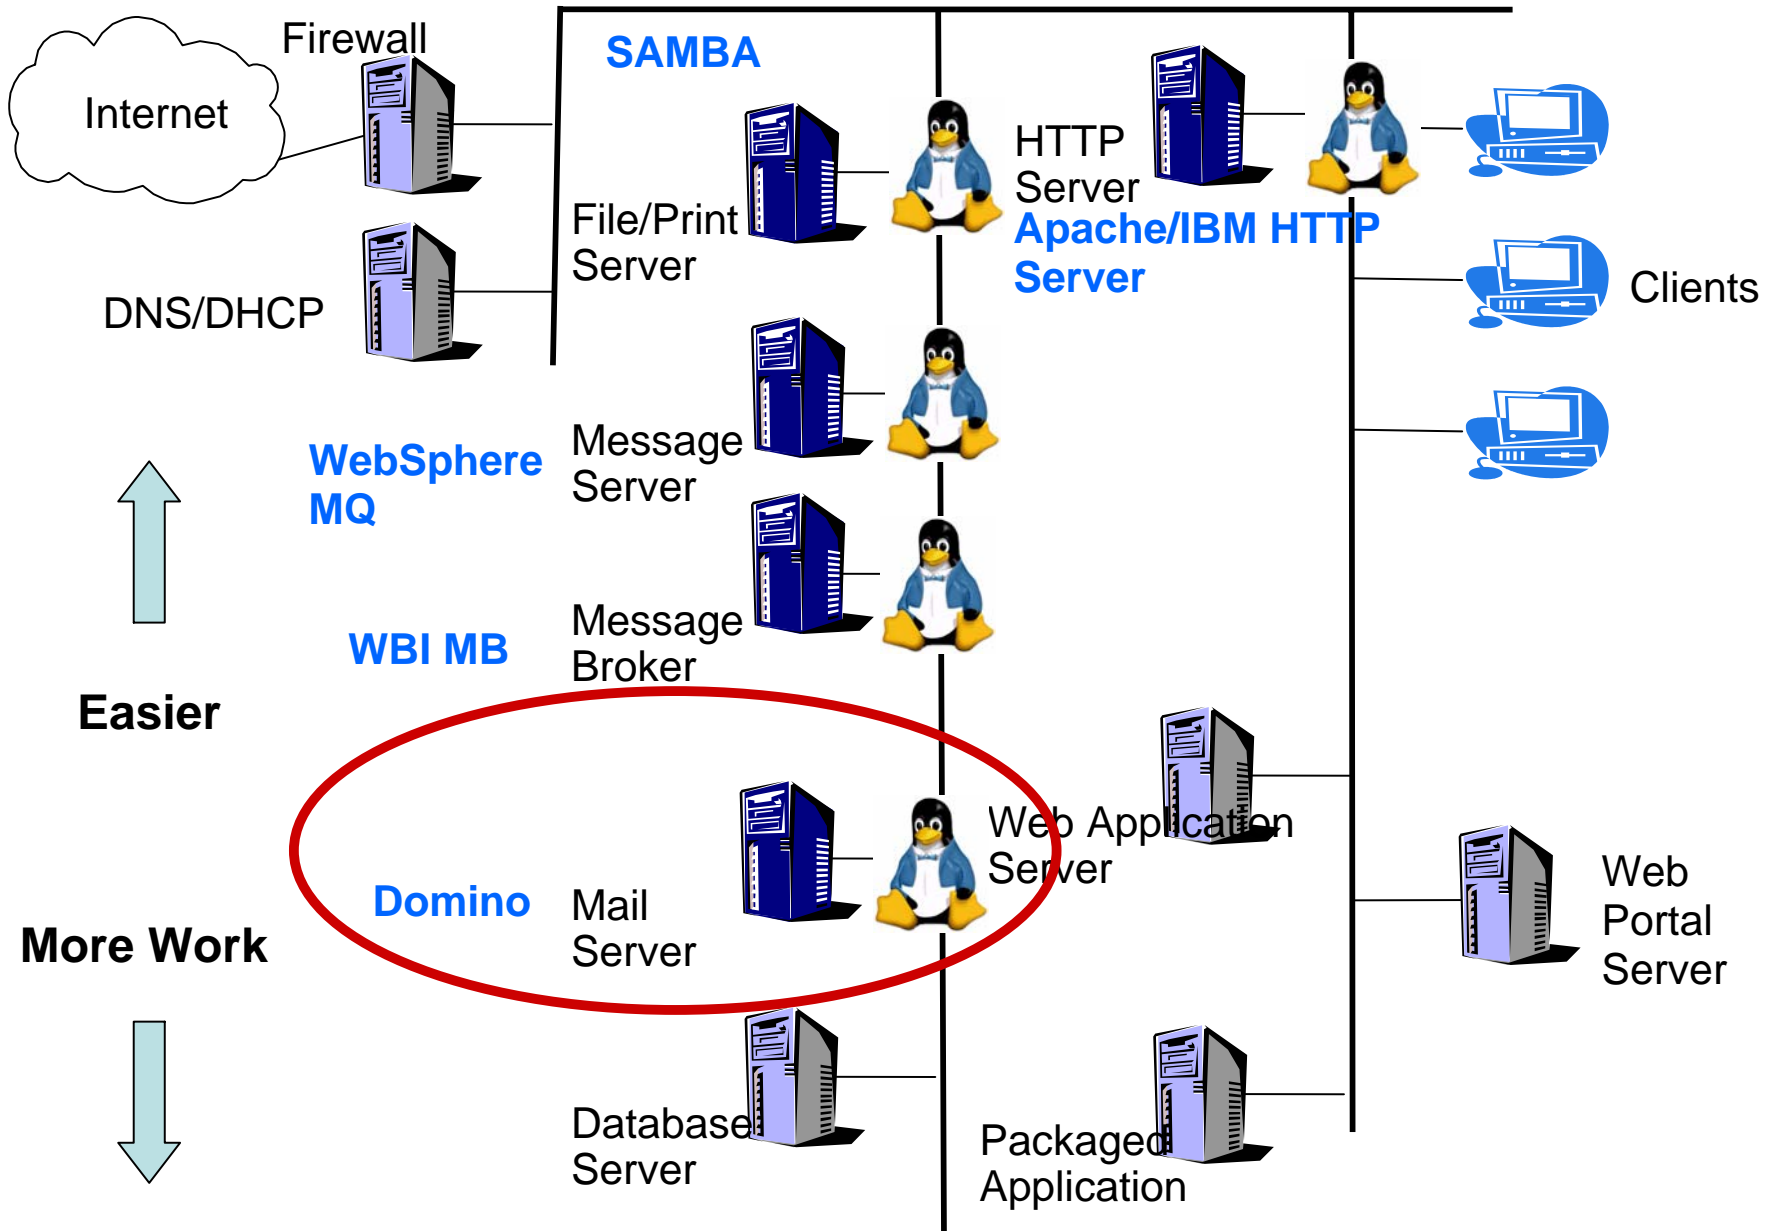 Firewall
SAMBA
Internet
HTTP
Server
Apache/IBM HTTP
Server
File/Print
Server
DNS/DHCP
Clients
WebSphere
MQ
Message
Server
WBI MB
Message
Broker
Easier
Web Application
Server
Domino
Mail
Server
Web
Portal
Server
More Work
Database
Server
Packaged
Application